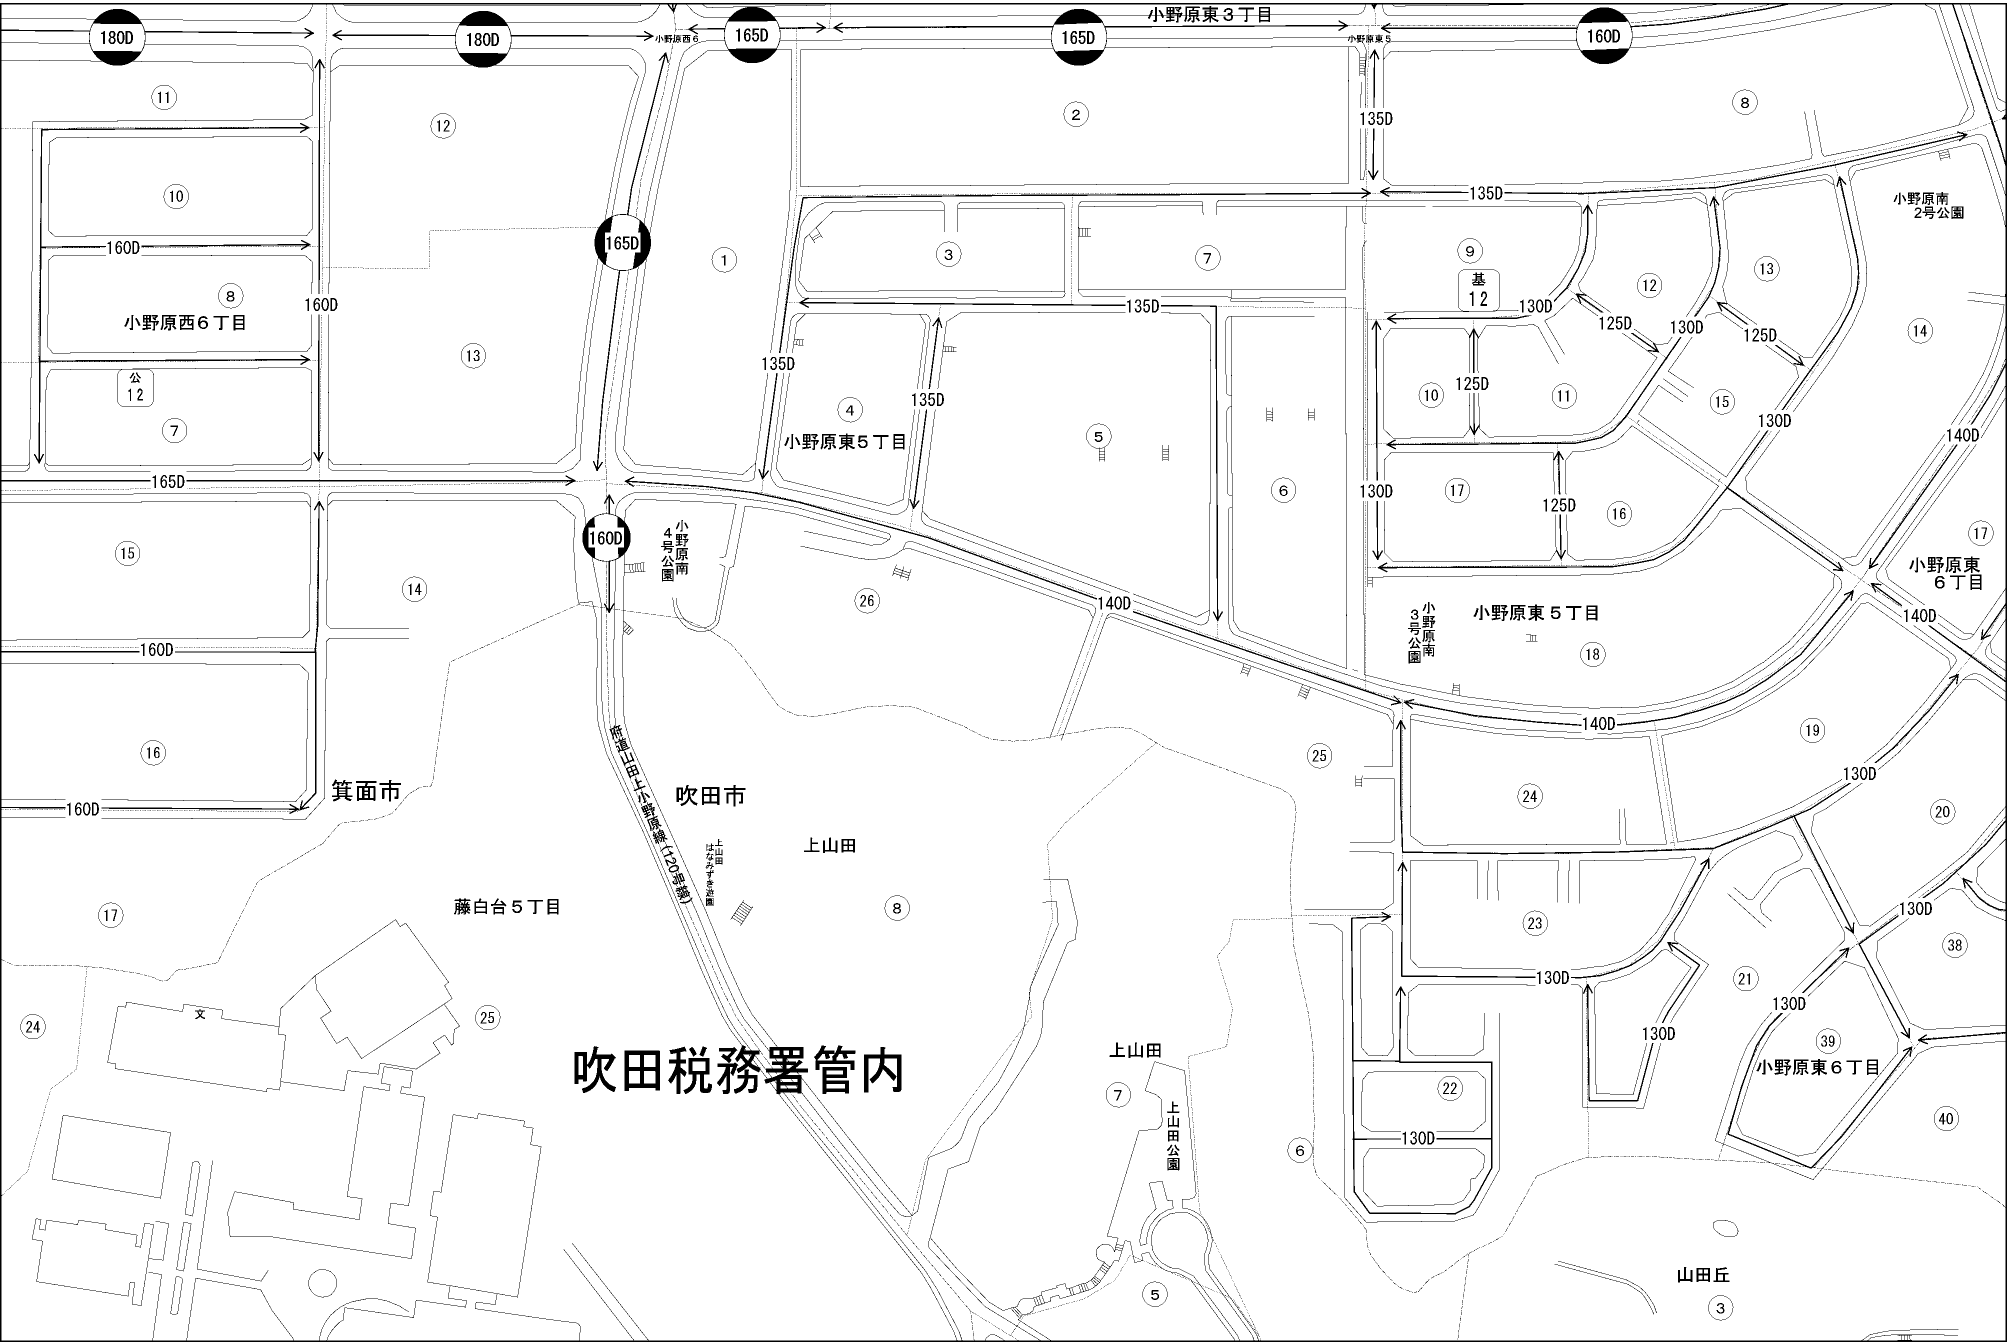 小野原東３丁目
180D
180D
小野原西６
165D
165D
小野原東５
160D
11
12
2
8
135D
10
135D
小野原南
2号公園
160D
165D
1
3
7
9
12
13
基
12
8
160D
135D
130D
小野原西６丁目
125D
130D
125D
14
13
135D
公
12
135D
125D
10
11
15
7
4
小野原東５丁目
5
130D
140D
165D
6
130D
17
125D
16
15
160D
小野原南
4号公園
17
小野原東
６丁目
14
26
140D
小野原南
3号公園
小野原東５丁目
140D
160D
18
16
140D
19
府道山田上小野原線(120号線)
25
130D
箕面市
吹田市
24
160D
20
上山田
はなみずき遊園
上山田
藤白台５丁目
17
8
23
130D
38
130D
21
130D
24
文
25
130D
39
吹田税務署管内
上山田
小野原東６丁目
7
22
上山田公園
40
130D
6
山田丘
5
3